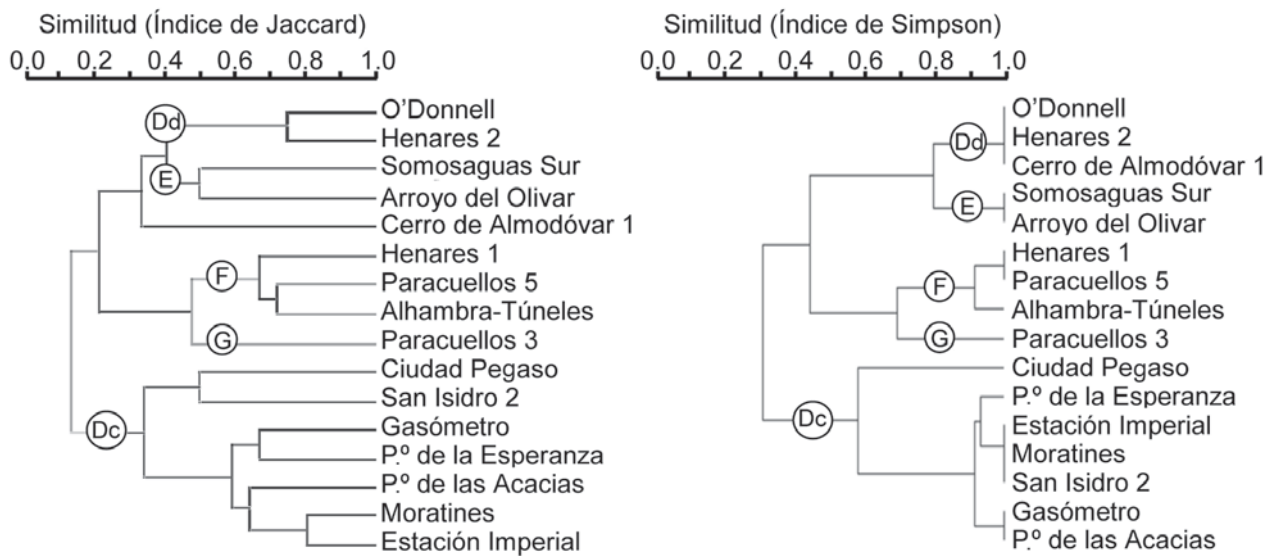 Similitud (Índice de Jaccard)
0.0 0.2 0.4 0.6 0.8 1.0
Dd
E
F
G
Dc
O'Donnell
Henares 2
Somosaguas Sur
Arroyo del Olivar
Cerro de Almodóvar 1
Henares 1
Paracuellos 5
Alhambra-Túneles
Paracuellos 3
Ciudad Pegaso
San Isidro 2
Gasómetro
P.º de la Esperanza
P.º de las Acacias
Moratines
Estación Imperial
Similitud (Índice de Simpson)
0.0 0.2 0.4 0.6 0.8 1.0
Dd
E
F
G
Dc
O'Donnell
Henares 2
Cerro de Almodóvar 1
Somosaguas Sur
Arroyo del Olivar
Henares 1
Paracuellos 5
Alhambra-Túneles
Paracuellos 3
Ciudad Pegaso
P.º de la Esperanza
Estación Imperial
Moratines
San Isidro 2
Gasómetro
P.º de las Acacias